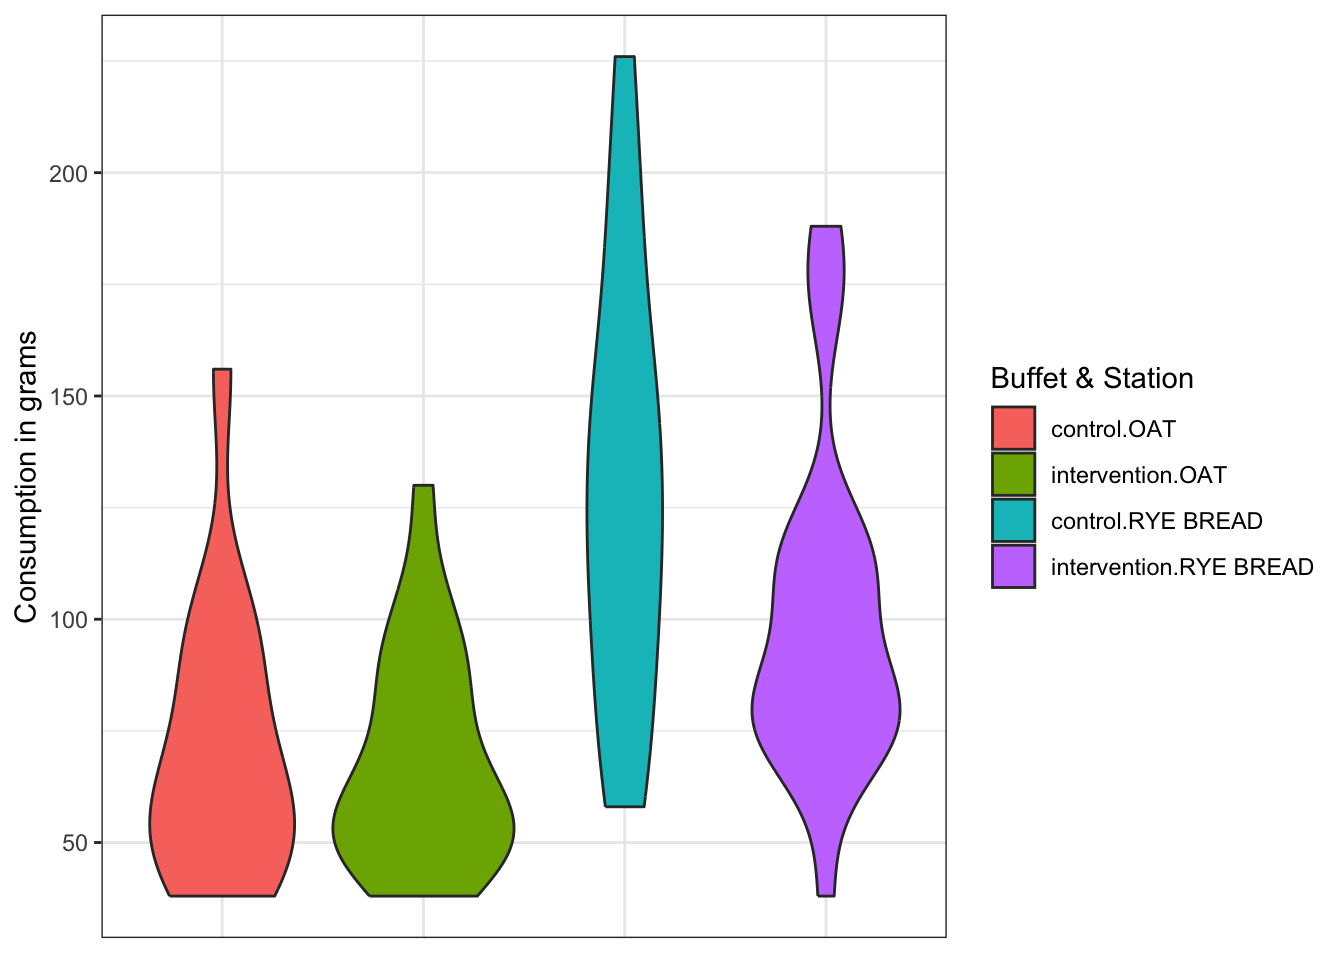 Consumption in grams
200
150
100
50
Buffet & Station
control.OAT
intervention.OAT
control.RYE BREAD
intervention.RYE BREAD